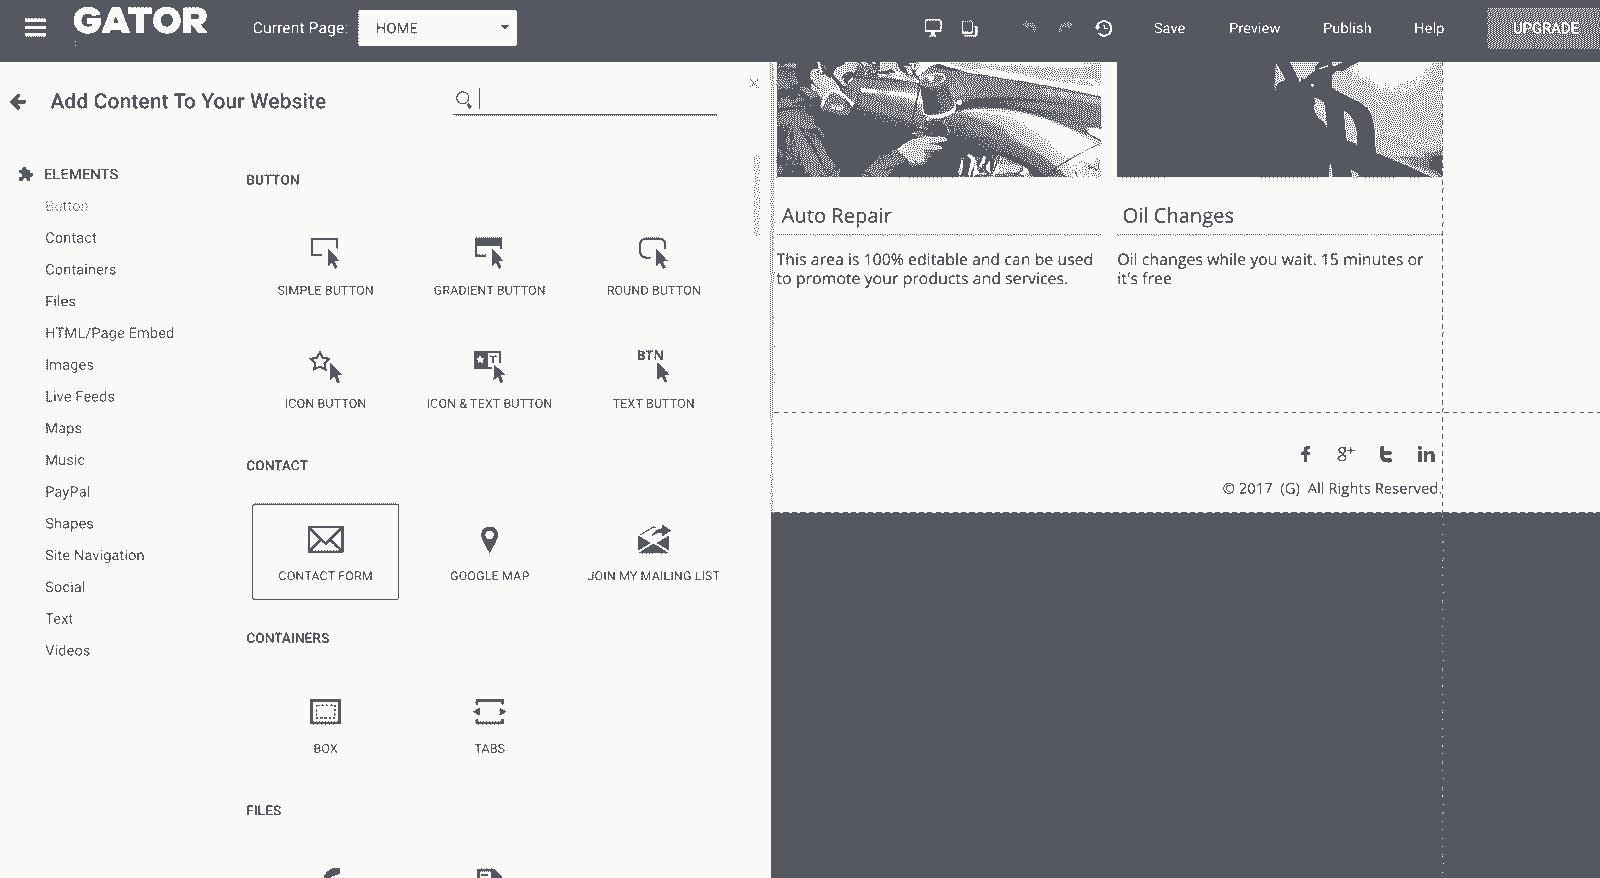 GATOR
Current Page:
HOME
Save
Preview
Publish
Help
UPGRADE
Add Content To Your Website
ELEMENTS
Button
Contact
Containers
Files
HTML/Page Embed
Images
Live Feeds
Maps
Music
PayPal
Shapes
Site Navigation
Social
Text
Videos
BUTTON
SIMPLE BUTTON
GRADIENT BUTTON
ROUND BUTTON
T
BTN
ICON BUTTON
ICON & TEXT BUTTON
TEXT BUTTON
CONTACT
CONTACT FORM
GOOGLE MAP
JOIN MY MAILING LIST
CONTAINERS
BOX
TABS
FILES
Auto Repair
This area is 100% editable and can be used
to promote your products and services.
Oil Changes
Oil changes while you wait. 15 minutes or
it's free
f g+ t in
© 2017 (G) All Rights Reserved.